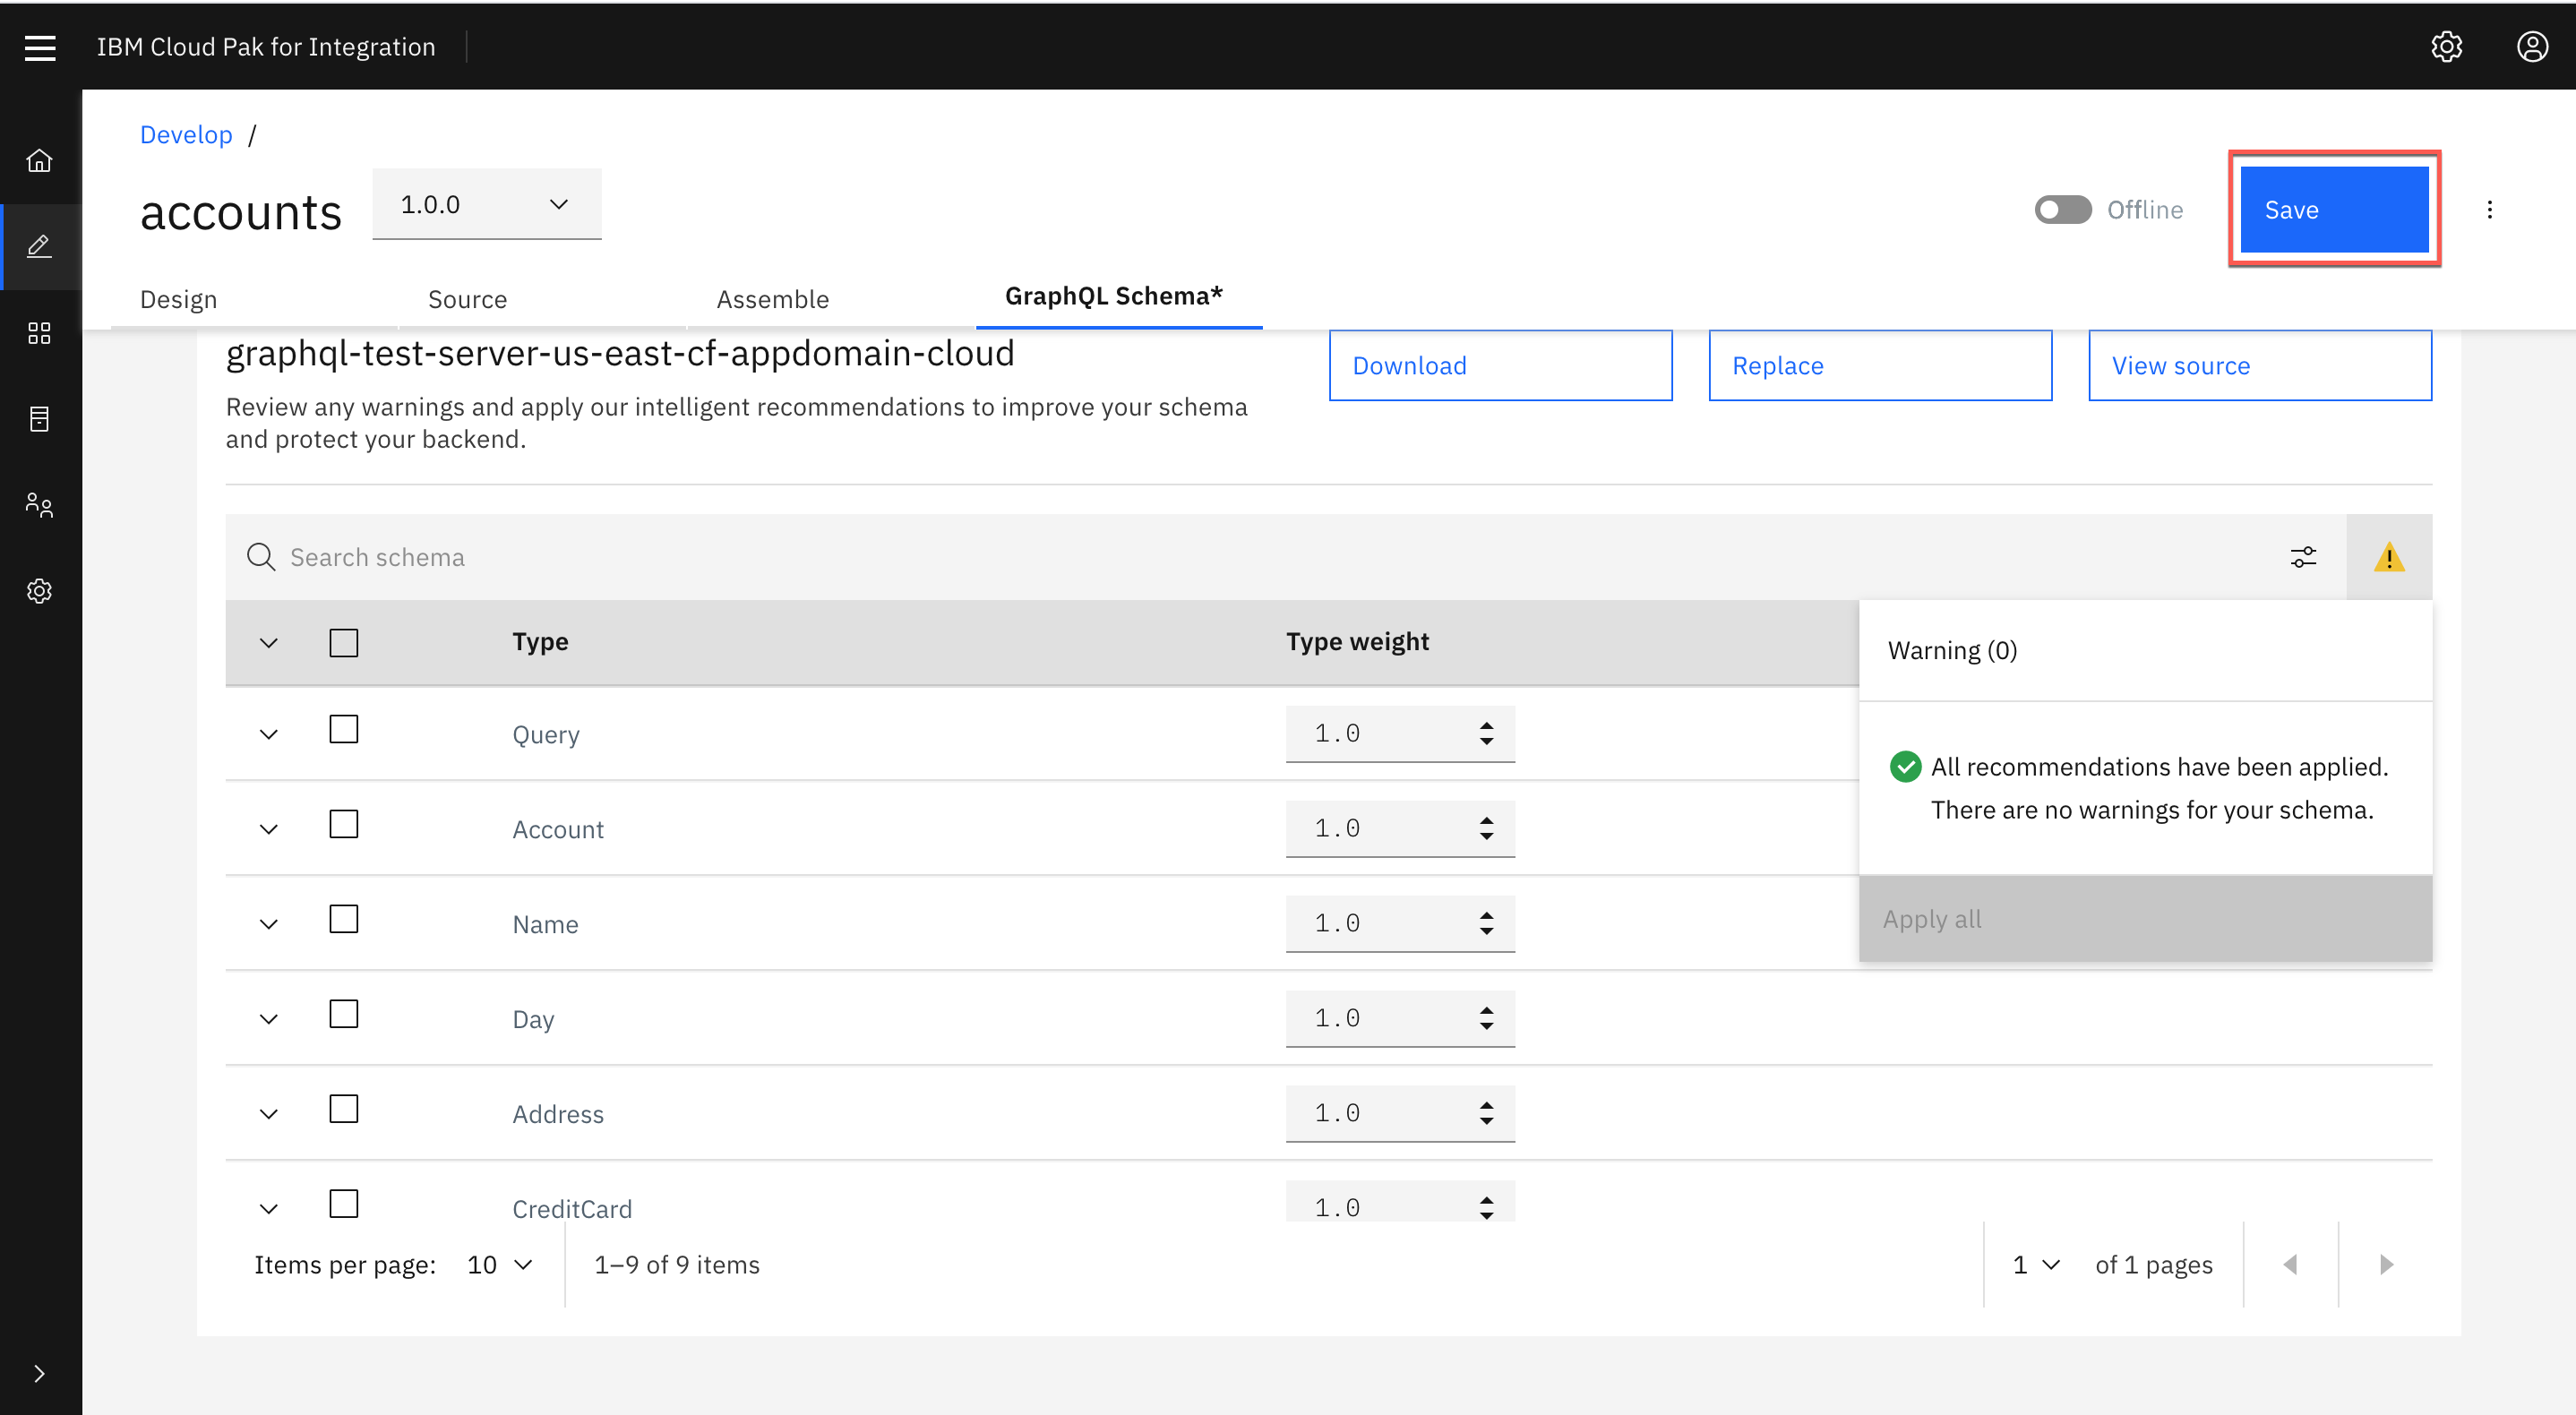 IBM Cloud Pak for Integration
Develop /
accounts
1.0.0
Offline
Save
Design
Source
Assemble
GraphQL Schema*
graphql-test-server-us-east-cf-appdomain-cloud
Review any warnings and apply our intelligent recommendations to improve your schema
and protect your backend.
Download
Replace
View source
Search schema
Type
Type weight
Warning (0)
All recommendations have been applied.
There are no warnings for your schema.
Apply all
Query
1.0
Account
1.0
Name
1.0
Day
1.0
Address
1.0
CreditCard
1.0
Items per page: 10
1–9 of 9 items
1
of 1 pages